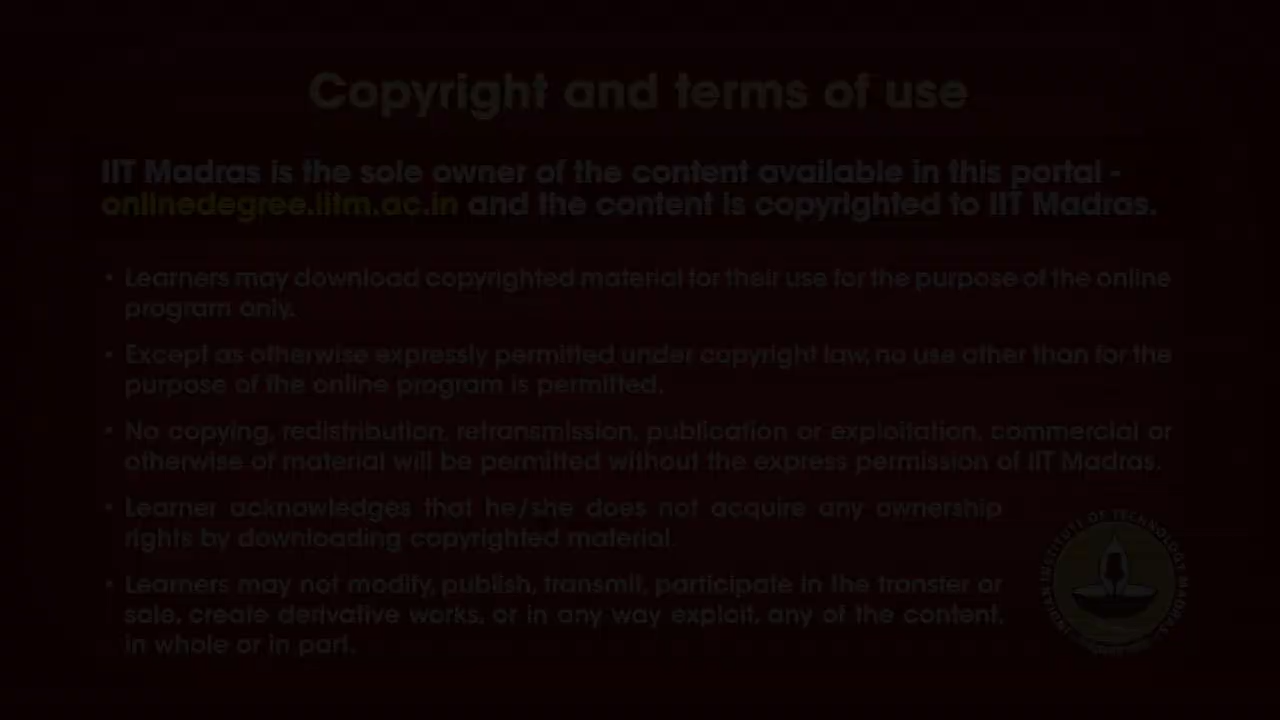 Copyright and terms of use
IIT Madras is the sole owner of the content available in this portal -
onlinedegree.iitm.ac.in and the content is copyrighted to IIT Madras.
• Learners may download copyrighted material for their use for the purpose of the online
program only.
• Except as otherwise expressly permitted under copyright law, no use other than for the
purpose of the online program is permitted.
• No copying, redistribution, retransmission, publication or exploitation, commercial or
otherwise of material will be permitted without the express permission of IIT Madras.
• Learner acknowledges that he/she does not acquire any ownership
rights by downloading copyrighted material.
• Learners may not modify, publish, transmit, participate in the transfer or
sale, create derivative works, or in any way exploit, any of the content,
in whole or in part.
INDIAN INSTITUTE OF TECHNOLOGY MADRAS